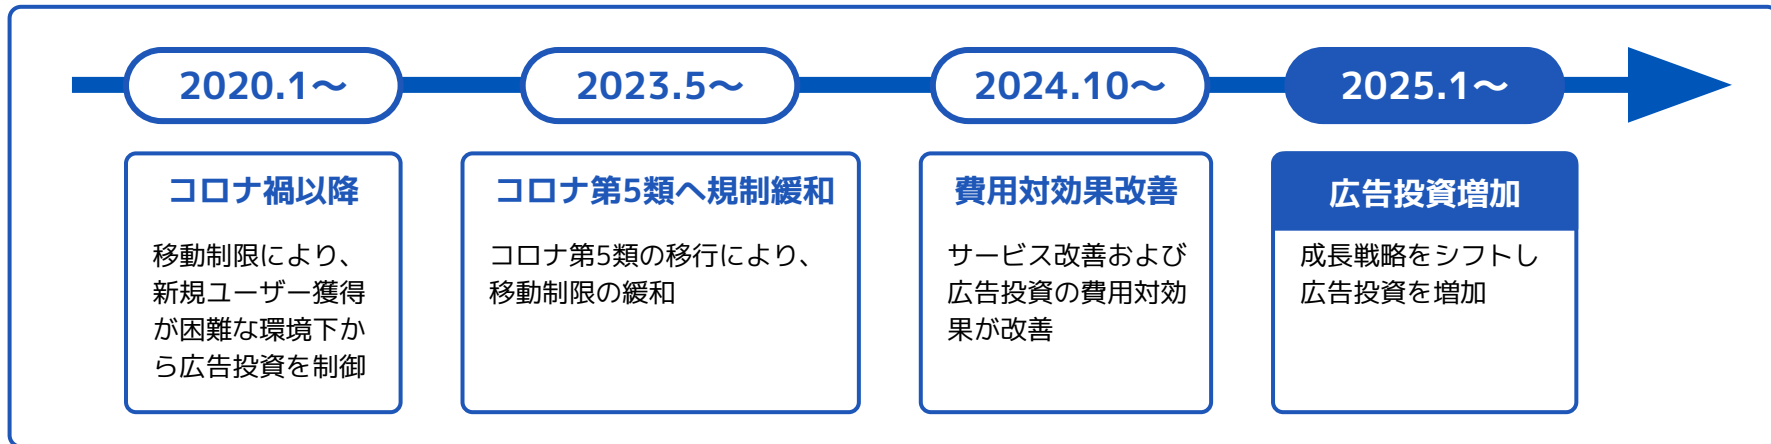 2020.1〜
2023.5〜
2024.10〜
2025.1〜
コロナ禍以降
移動制限により、
新規ユーザー獲得
が困難な環境下か
ら広告投資を制御
コロナ第5類へ規制緩和
コロナ第5類の移行により、
移動制限の緩和
費用対効果改善
サービス改善および
広告投資の費用対効
果が改善
広告投資増加
成長戦略をシフトし
広告投資を増加